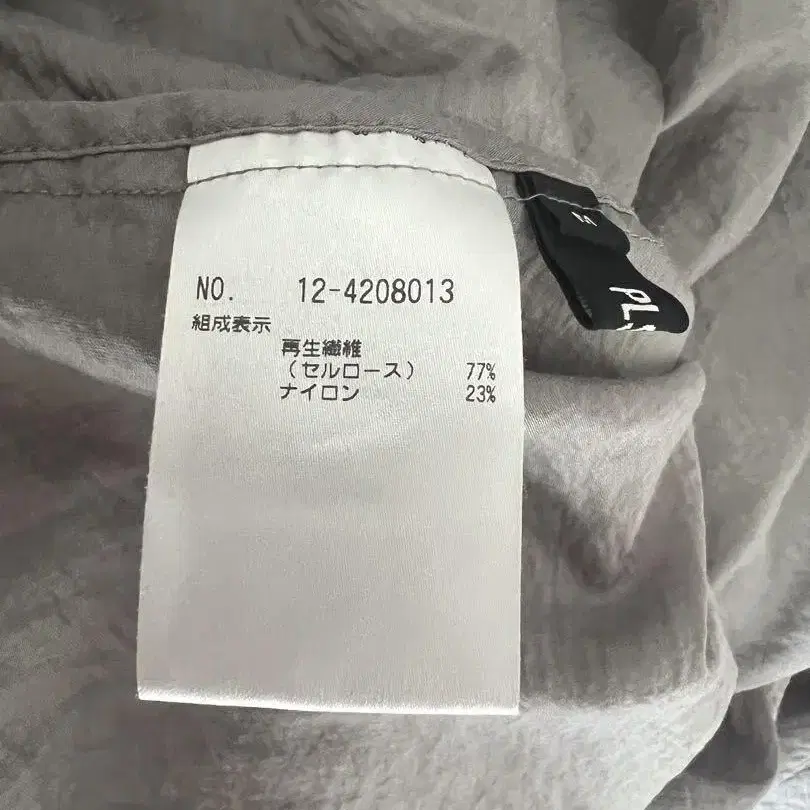 NO. 12-4208013
組成表示
再生繊維
(セルロース) 77%
ナイロン 23%
M